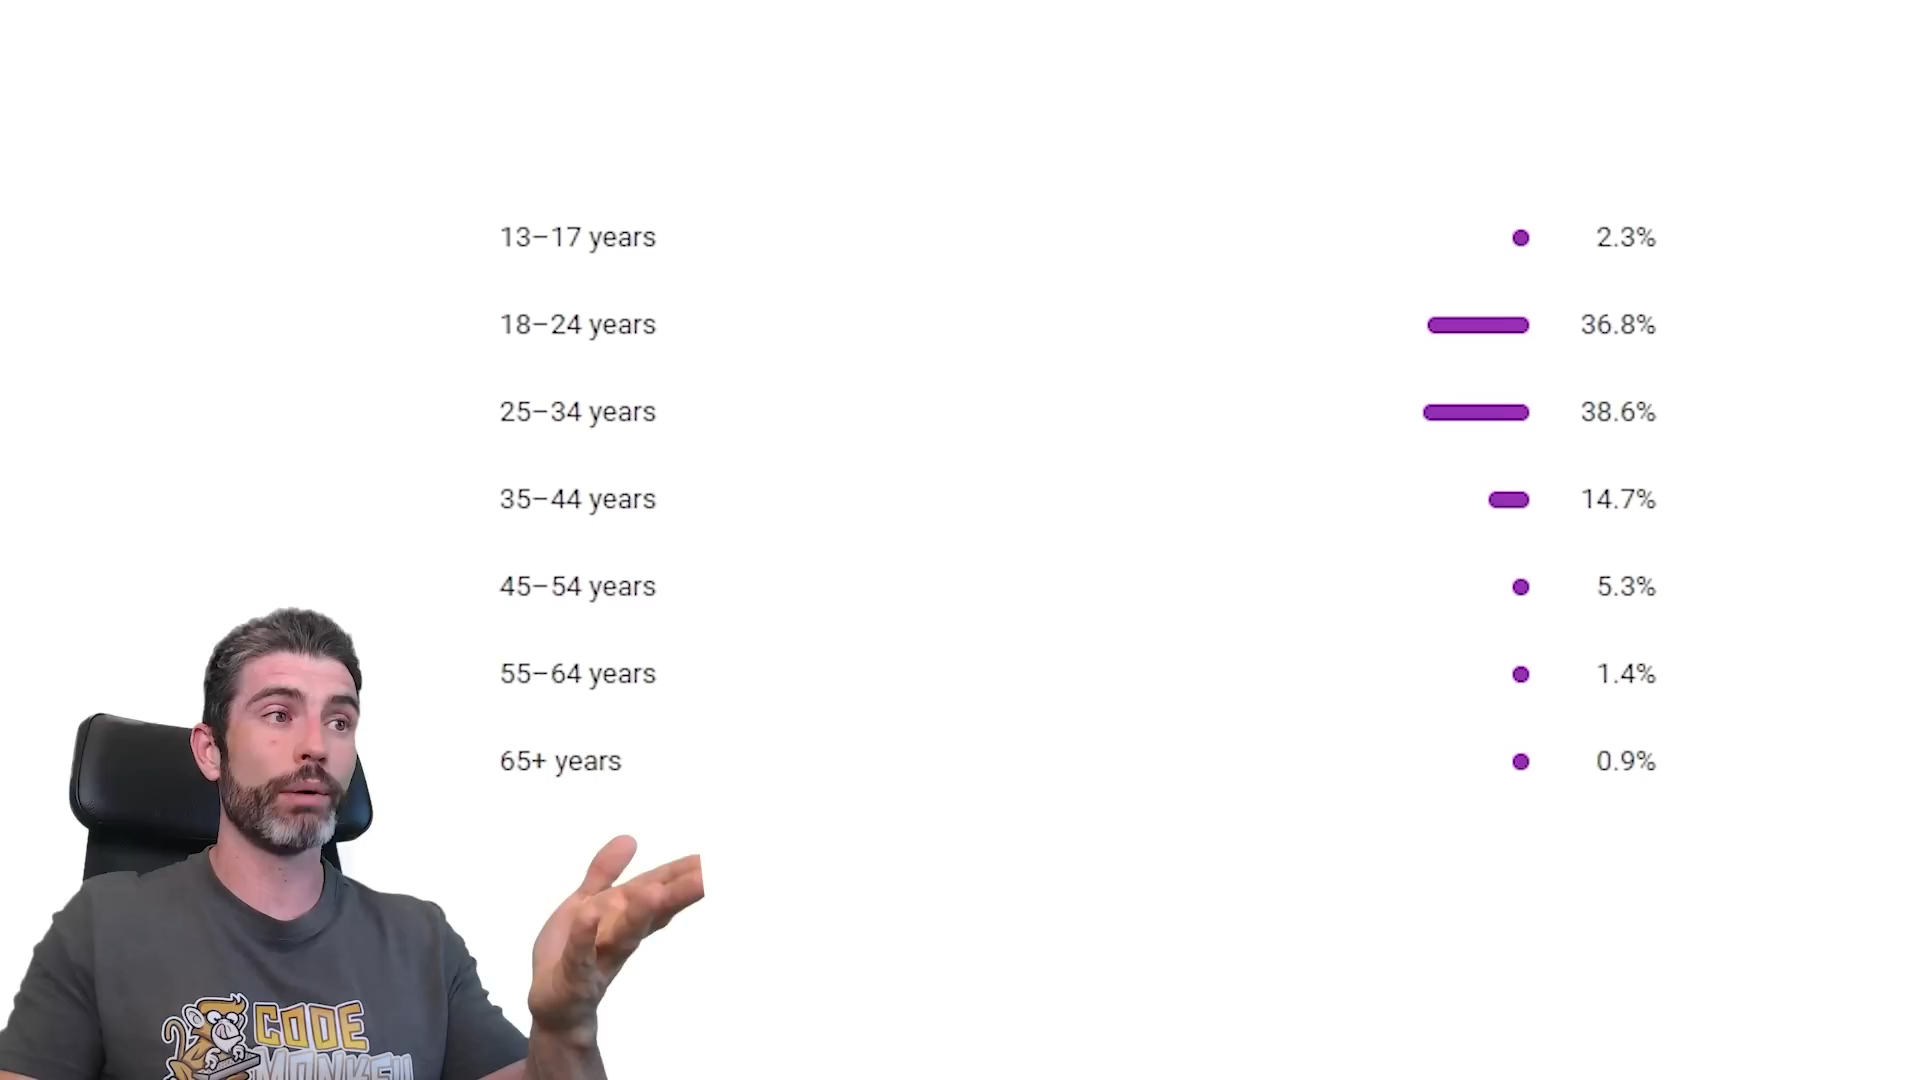 13–17 years 2.3%
18–24 years 36.8%
25–34 years 38.6%
35–44 years 14.7%
45–54 years 5.3%
55–64 years 1.4%
65+ years 0.9%
CODE
MONKEY